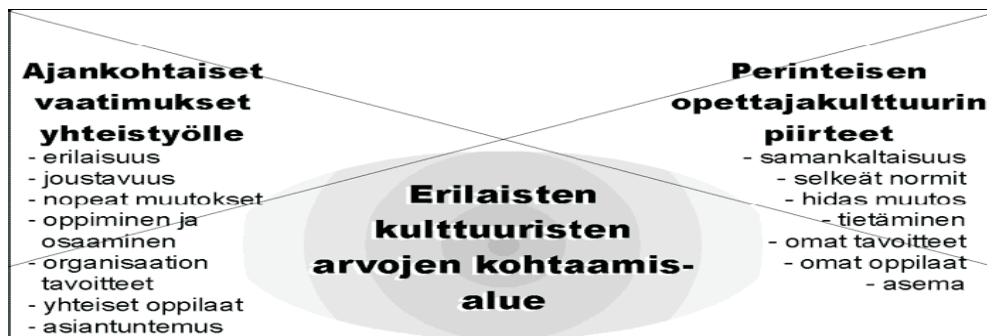 Ajankohtaiset
vaatimukset
yhteistyölle
- erilaisuus
- joustavuus
- nopeat muutokset
- oppiminen ja
osaaminen
- organisaation
tavoitteet
- yhteiset oppilaat
- asiantuntemus
Erilaisten
kulttuuristen
arvojen kohtaamis-
alue
Perinteisen
opettajakulttuurin
piirteet
- samankaltaisuus
- selkeät normit
- hidas muutos
- tietäminen
- omat tavoitteet
- omat oppilaat
- asema